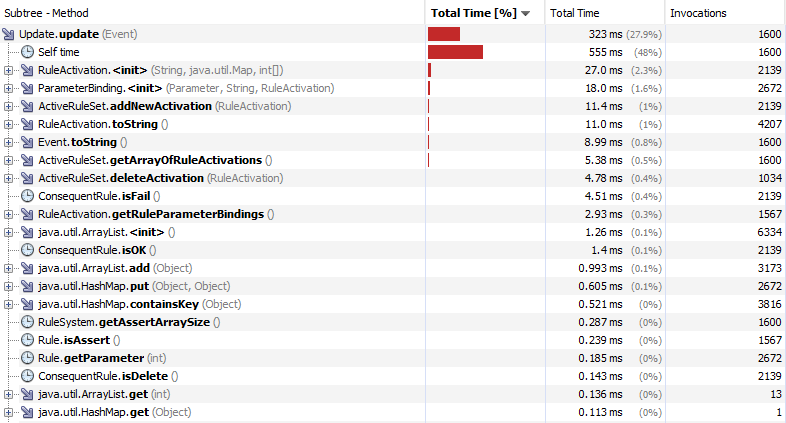 Subtree - Method Total Time [%] Total Time Invocations
Update.update (Event) 323 ms (27.9%) 1600
Self time 555 ms (48%) 1600
RuleActivation.<init> (String, java.util.Map, int[]) 27.0 ms (2.3%) 2139
ParameterBinding.<init> (Parameter, String, RuleActivation) 18.0 ms (1.6%) 2672
ActiveRuleSet.addNewActivation (RuleActivation) 11.4 ms (1%) 2139
RuleActivation.toString () 11.0 ms (1%) 4207
Event.toString () 8.99 ms (0.8%) 1600
ActiveRuleSet.getArrayOfRuleActivations () 5.38 ms (0.5%) 1600
ActiveRuleSet.deleteActivation (RuleActivation) 4.78 ms (0.4%) 1034
ConsequentRule.isFail () 4.51 ms (0.4%) 2139
RuleActivation.getRuleParameterBindings () 2.93 ms (0.3%) 1567
java.util.ArrayList.<init> () 1.26 ms (0.1%) 6334
ConsequentRule.isOK () 1.4 ms (0.1%) 2139
java.util.ArrayList.add (Object) 0.993 ms (0.1%) 3173
java.util.HashMap.put (Object, Object) 0.605 ms (0.1%) 2672
java.util.HashMap.containsKey (Object) 0.521 ms (0%) 3816
RuleSystem.getAssertArraySize () 0.287 ms (0%) 1600
Rule.isAssert () 0.239 ms (0%) 1567
Rule.getParameter (int) 0.185 ms (0%) 2672
ConsequentRule.isDelete () 0.143 ms (0%) 2139
java.util.ArrayList.get (int) 0.136 ms (0%) 13
java.util.HashMap.get (Object) 0.113 ms (0%) 1